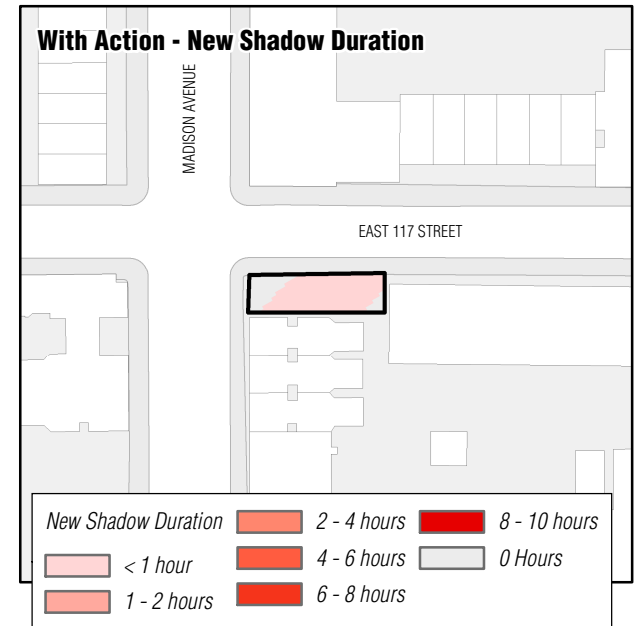 With Action - New Shadow Duration
MADISON AVENUE
EAST 117 STREET
New Shadow Duration
< 1 hour
1 - 2 hours
2 - 4 hours
4 - 6 hours
6 - 8 hours
8 - 10 hours
0 Hours